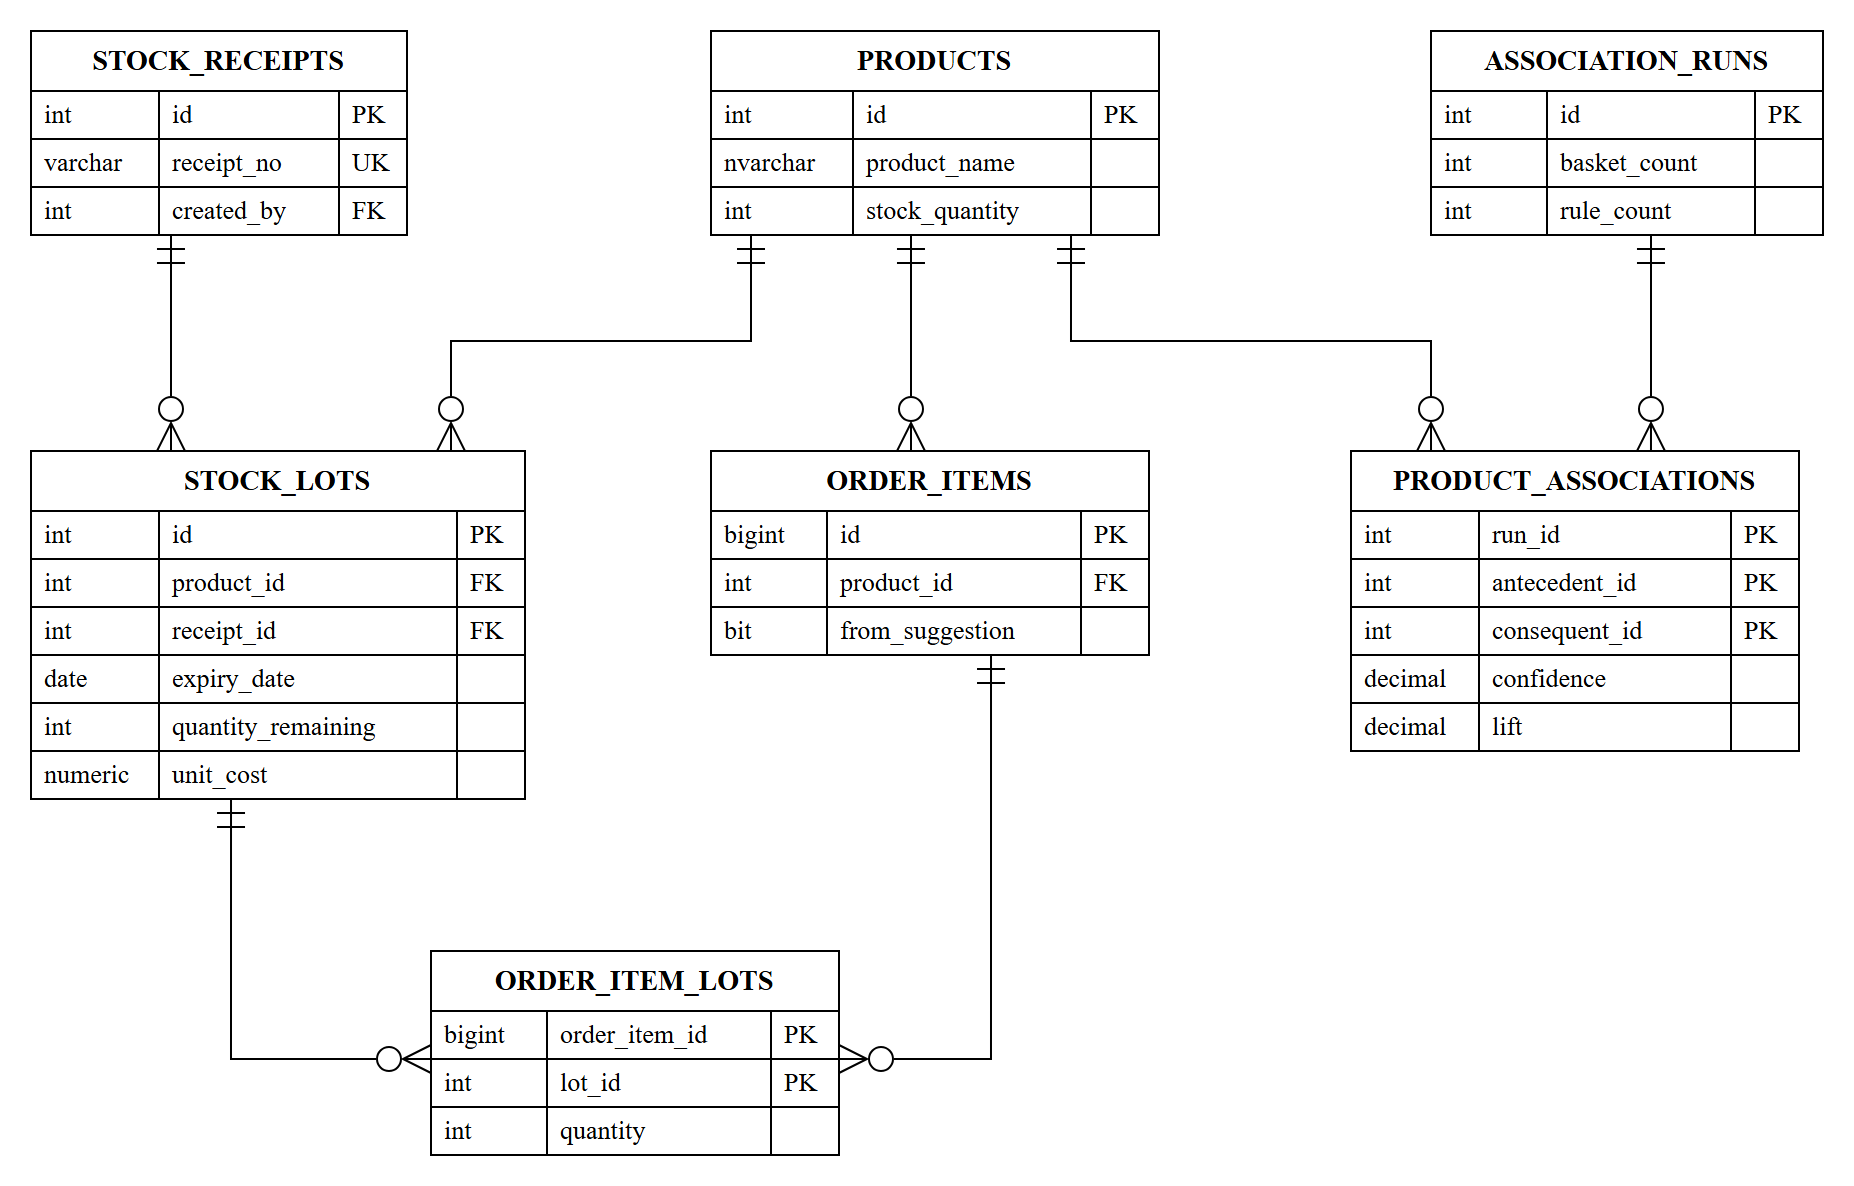 STOCK_RECEIPTS
int id PK
varchar receipt_no UK
int created_by FK
PRODUCTS
int id PK
nvarchar product_name
int stock_quantity
ASSOCIATION_RUNS
int id PK
int basket_count
int rule_count
STOCK_LOTS
int id PK
int product_id FK
int receipt_id FK
date expiry_date
int quantity_remaining
numeric unit_cost
ORDER_ITEMS
bigint id PK
int product_id FK
bit from_suggestion
PRODUCT_ASSOCIATIONS
int run_id PK
int antecedent_id PK
int consequent_id PK
decimal confidence
decimal lift
ORDER_ITEM_LOTS
bigint order_item_id PK
int lot_id PK
int quantity